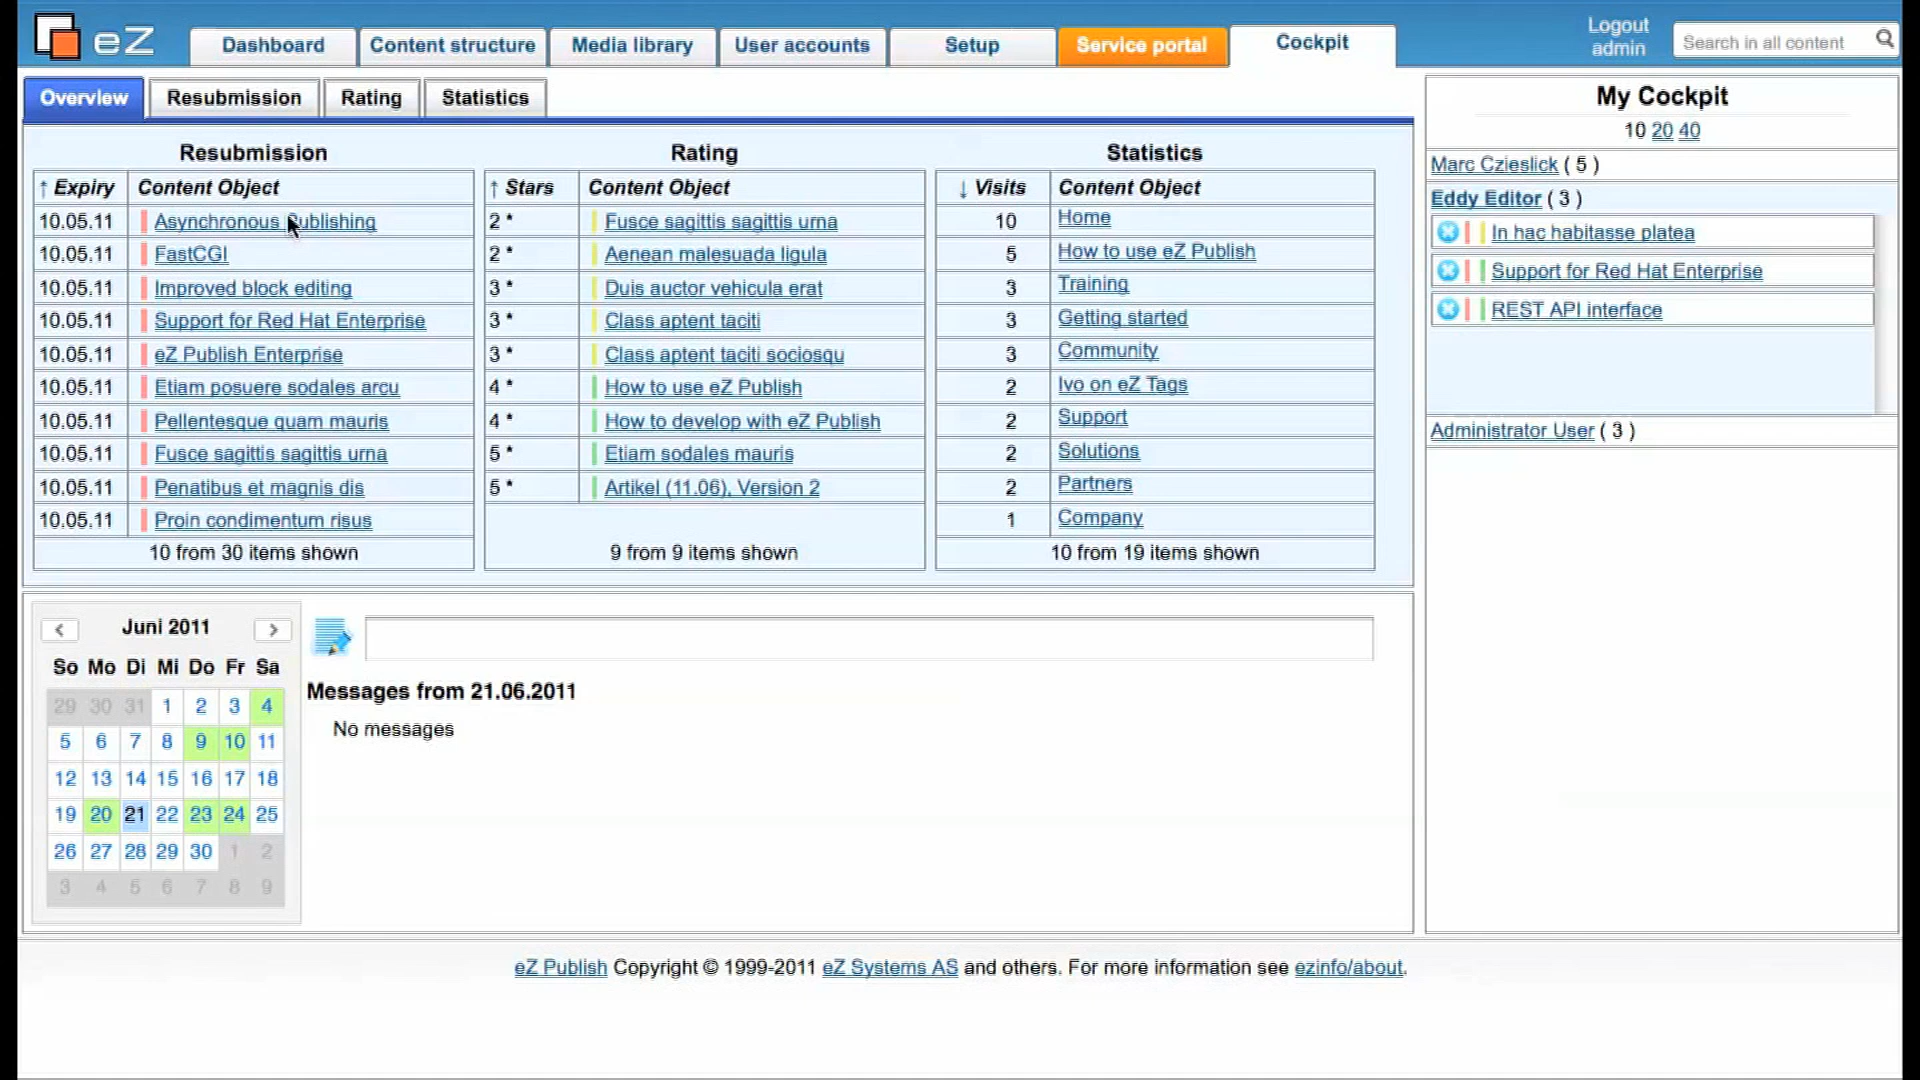 eZ Dashboard Content structure Media library User accounts Setup Service portal Cockpit Logout admin Search in all content
Overview Resubmission Rating Statistics
Resubmission
↑ Expiry Content Object
10.05.11 Asynchronous Publishing
10.05.11 FastCGI
10.05.11 Improved block editing
10.05.11 Support for Red Hat Enterprise
10.05.11 eZ Publish Enterprise
10.05.11 Etiam posuere sodales arcu
10.05.11 Pellentesque quam mauris
10.05.11 Fusce sagittis sagittis urna
10.05.11 Penatibus et magnis dis
10.05.11 Proin condimentum risus
10 from 30 items shown
Rating
↑ Stars Content Object
2 * Fusce sagittis sagittis urna
2 * Aenean malesuada ligula
3 * Duis auctor vehicula erat
3 * Class aptent taciti
3 * Class aptent taciti sociosqu
4 * How to use eZ Publish
4 * How to develop with eZ Publish
5 * Etiam sodales mauris
5 * Artikel (11.06), Version 2
9 from 9 items shown
Statistics
↓ Visits Content Object
10 Home
5 How to use eZ Publish
3 Training
3 Getting started
3 Community
2 Ivo on eZ Tags
2 Support
2 Solutions
2 Partners
1 Company
10 from 19 items shown
My Cockpit
10 20 40
Marc Czieslick ( 5 )
Eddy Editor ( 3 )
In hac habitasse platea
Support for Red Hat Enterprise
REST API interface
Administrator User ( 3 )
Juni 2011
So Mo Di Mi Do Fr Sa
29 30 31 1 2 3 4
5 6 7 8 9 10 11
12 13 14 15 16 17 18
19 20 21 22 23 24 25
26 27 28 29 30 1 2
3 4 5 6 7 8 9
Messages from 21.06.2011
No messages
eZ Publish Copyright © 1999-2011 eZ Systems AS and others. For more information see ezinfo/about.